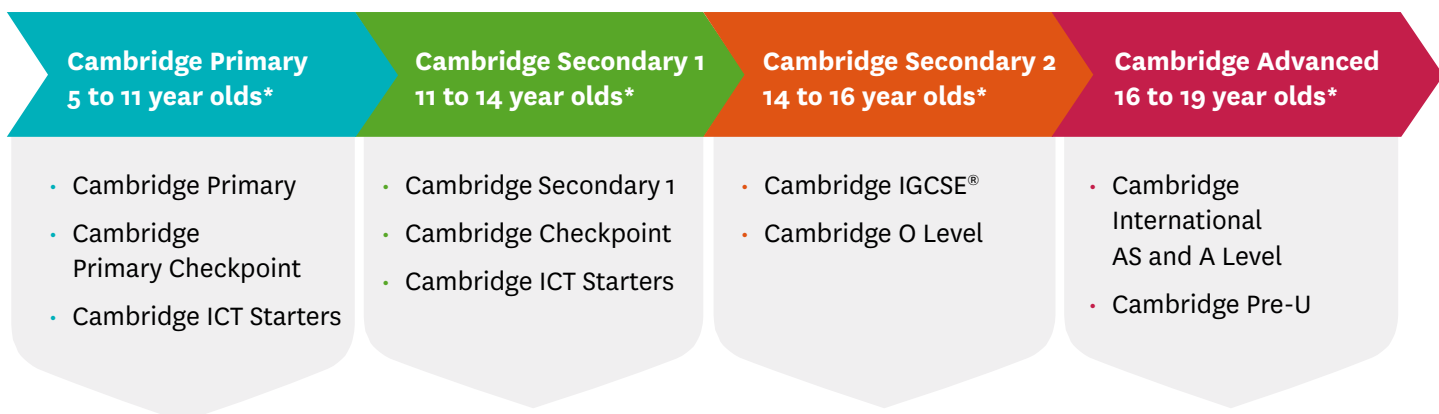 Cambridge Primary
5 to 11 year olds*
Cambridge Secondary 1
11 to 14 year olds*
Cambridge Secondary 2
14 to 16 year olds*
Cambridge Advanced
16 to 19 year olds*
• Cambridge Primary
• Cambridge
Primary Checkpoint
• Cambridge ICT Starters
• Cambridge Secondary 1
• Cambridge Checkpoint
• Cambridge ICT Starters
• Cambridge IGCSE®
• Cambridge O Level
• Cambridge
International
AS and A Level
• Cambridge Pre-U